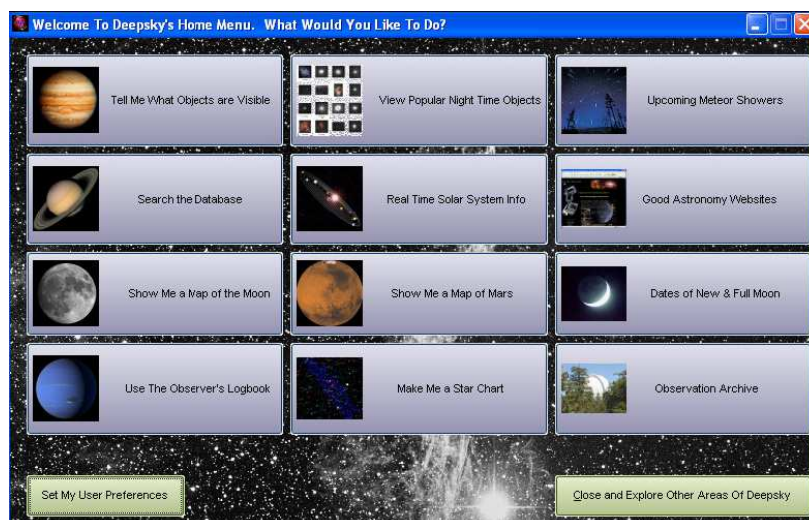 Welcome To Deepsky's Home Menu. What Would You Like To Do?
Tell Me What Objects are Visible
View Popular Night Time Objects
Upcoming Meteor Showers
Search the Database
Real Time Solar System Info
Good Astronomy Websites
Show Me a Map of the Moon
Show Me a Map of Mars
Dates of New & Full Moon
Use The Observer's Logbook
Make Me a Star Chart
Observation Archive
Set My User Preferences
Close and Explore Other Areas Of Deepsky